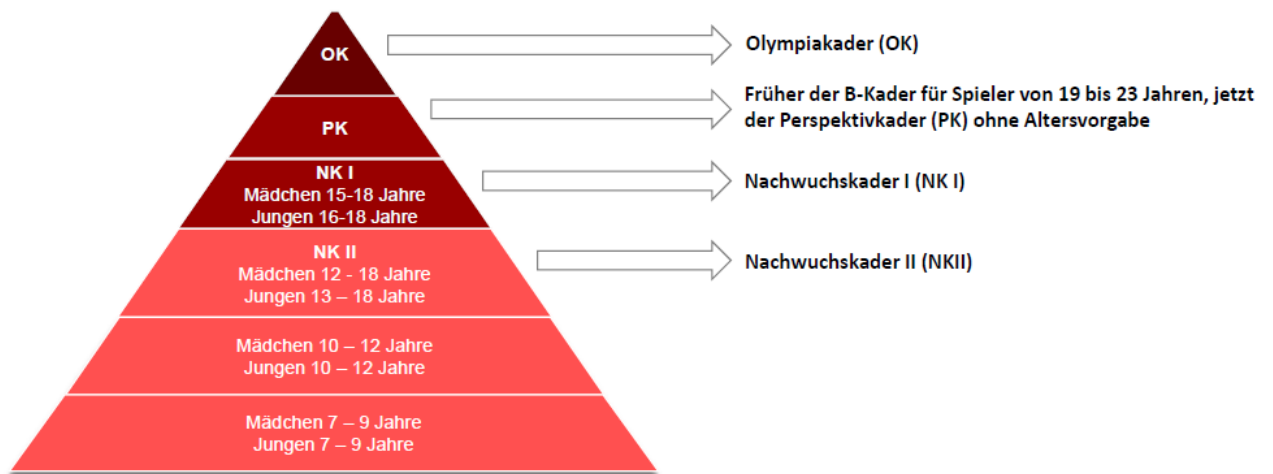 OK
Olympiakader (OK)
PK
Früher der B-Kader für Spieler von 19 bis 23 Jahren, jetzt
der Perspektivkader (PK) ohne Altersvorgabe
NK I
Mädchen 15-18 Jahre
Jungen 16-18 Jahre
Nachwuchskader I (NK I)
NK II
Mädchen 12 - 18 Jahre
Jungen 13 – 18 Jahre
Nachwuchskader II (NKII)
Mädchen 10 – 12 Jahre
Jungen 10 – 12 Jahre
Mädchen 7 – 9 Jahre
Jungen 7 – 9 Jahre